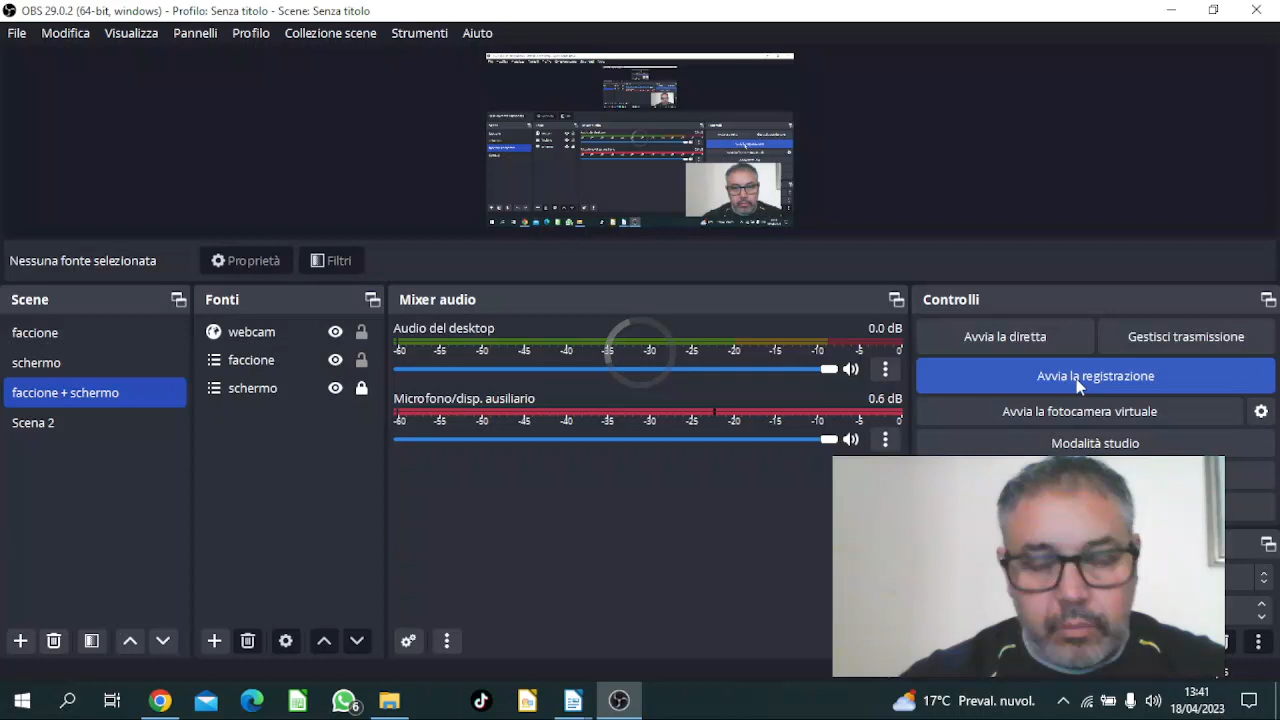 OBS 29.0.2 (64-bit, windows) - Profilo: Senza titolo - Scene: Senza titolo
File Modifica Visualizza Pannelli Profilo Collezione scene Strumenti Aiuto
Nessuna fonte selezionata Proprietà Filtri
Scene Fonti Mixer audio Controlli
faccione
schermo
faccione + schermo
Scena 2
webcam
faccione
schermo
Audio del desktop 0.0 dB
-60 -55 -50 -45 -40 -35 -30 -25 -20 -15 -10 -5 0
Microfono/disp. ausiliario 0.6 dB
-60 -55 -50 -45 -40 -35 -30 -25 -20 -15 -10 -5 0
Avvia la diretta Gestisci trasmissione
Avvia la registrazione
Avvia la fotocamera virtuale
Modalità studio
6
17°C Preval. nuvol.
13:41
18/04/2023